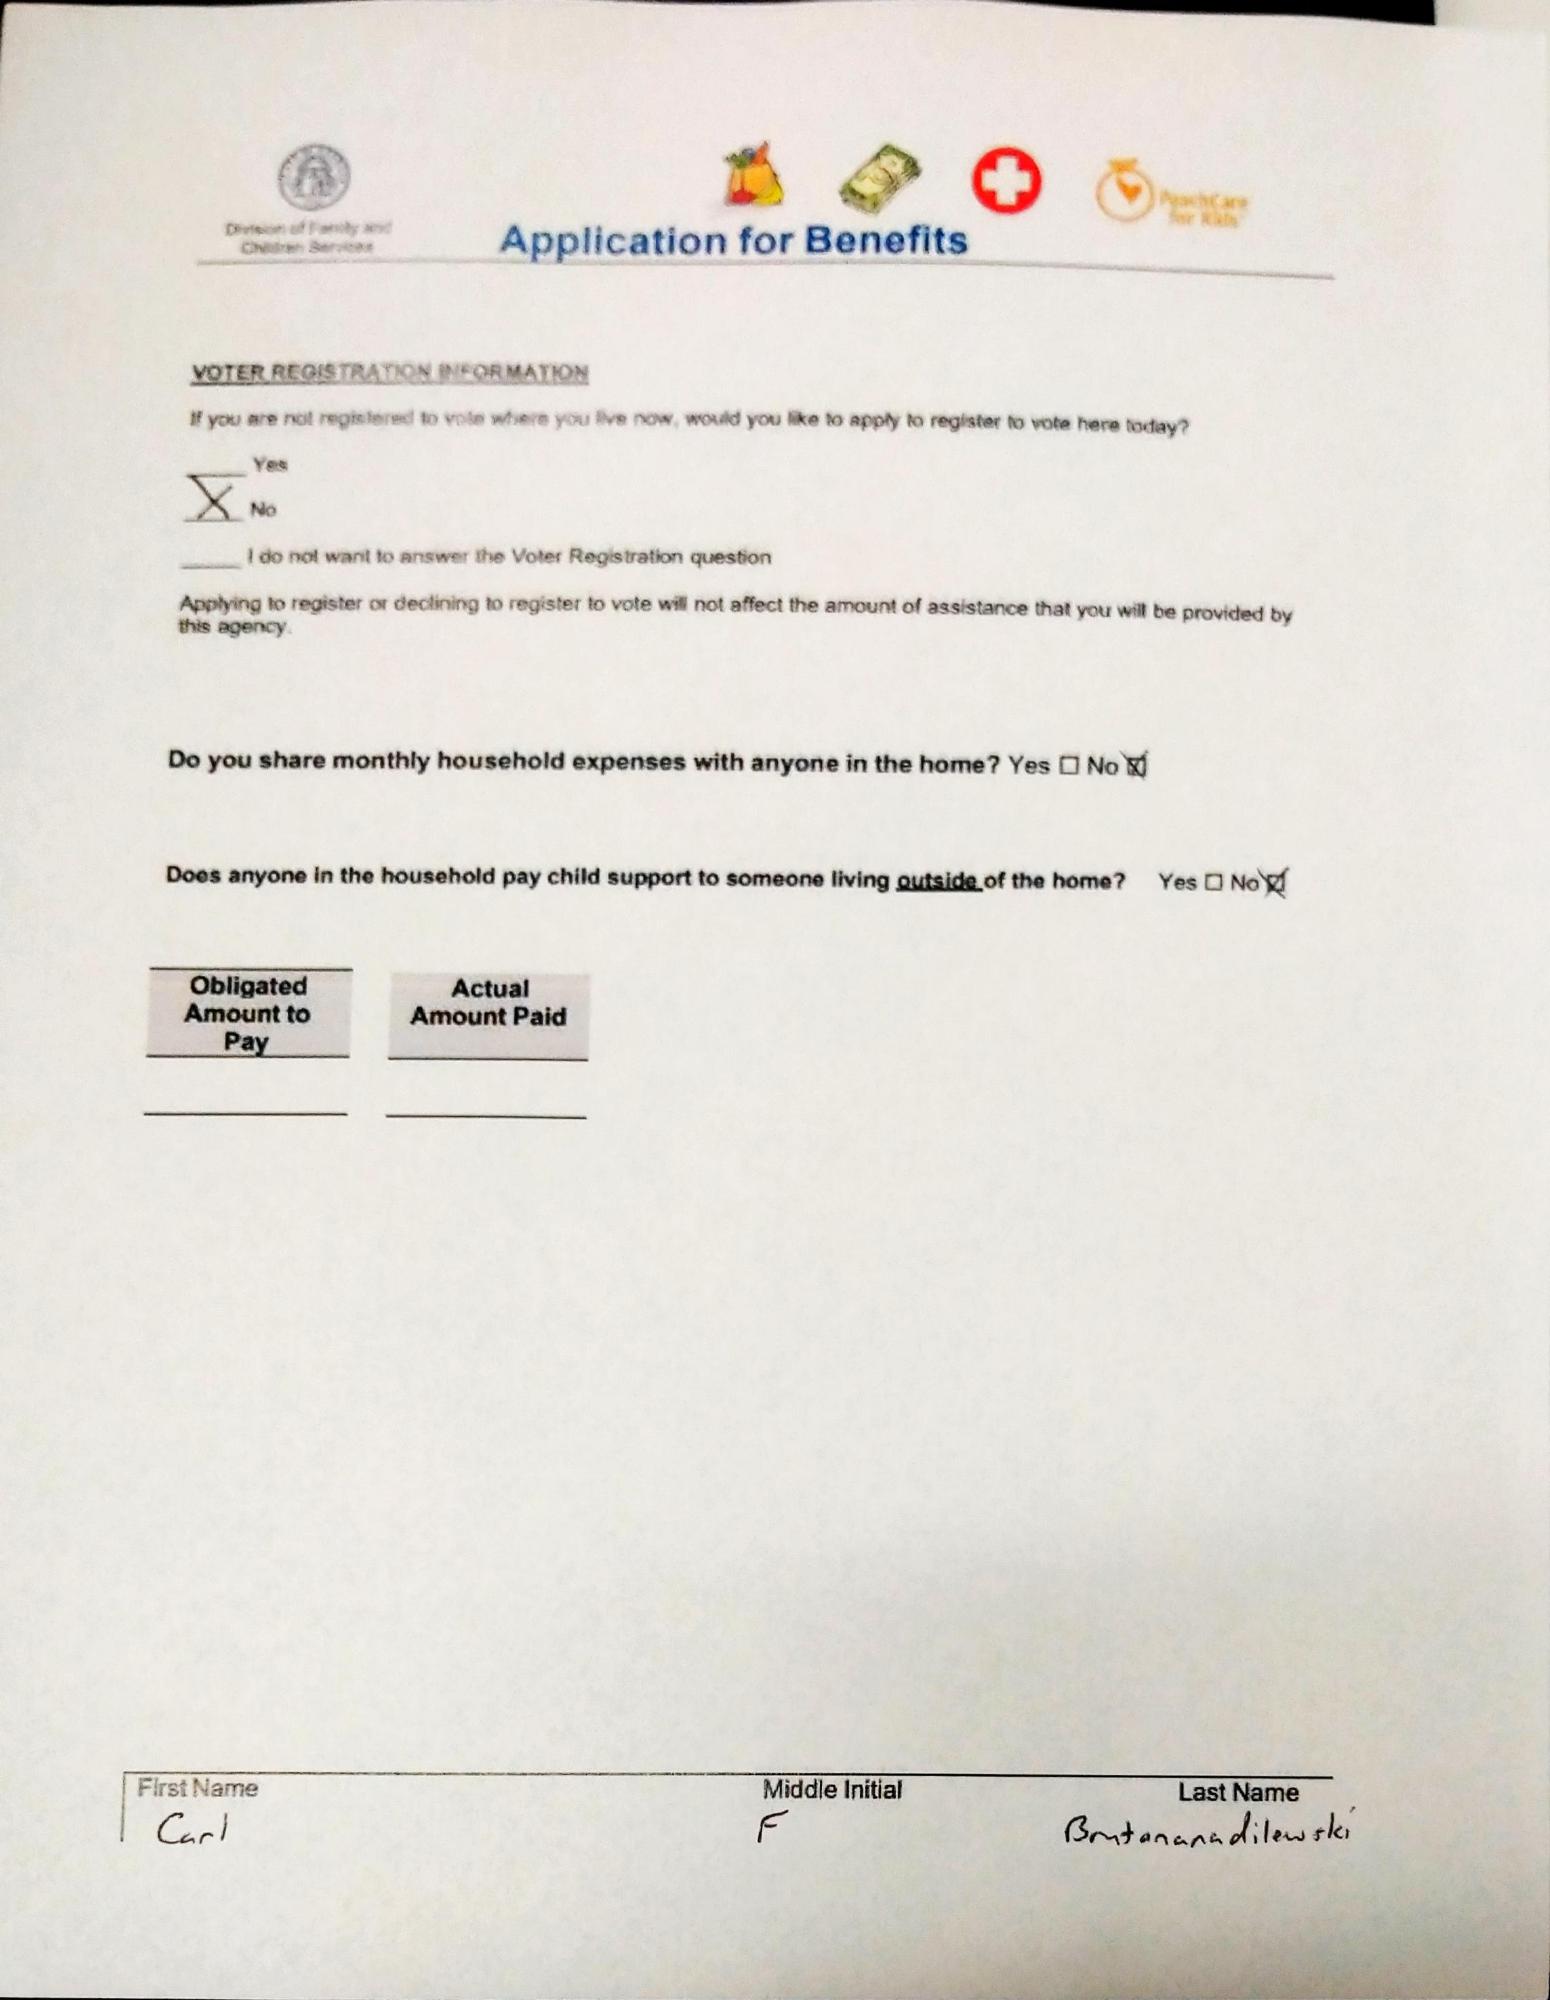 Division of Family and
Children Services
Application for Benefits
PeachCare
for Kids
VOTER REGISTRATION INFORMATION
If you are not registered to vote where you live now, would you like to apply to register to vote here today?
____ Yes
X No
____ I do not want to answer the Voter Registration question
Applying to register or declining to register to vote will not affect the amount of assistance that you will be provided by
this agency.
Do you share monthly household expenses with anyone in the home? Yes ☐ No ☒
Does anyone in the household pay child support to someone living outside of the home? Yes ☐ No ☒
Obligated
Amount to
Pay
Actual
Amount Paid
First Name Middle Initial Last Name
Carl F Brutananadilewski